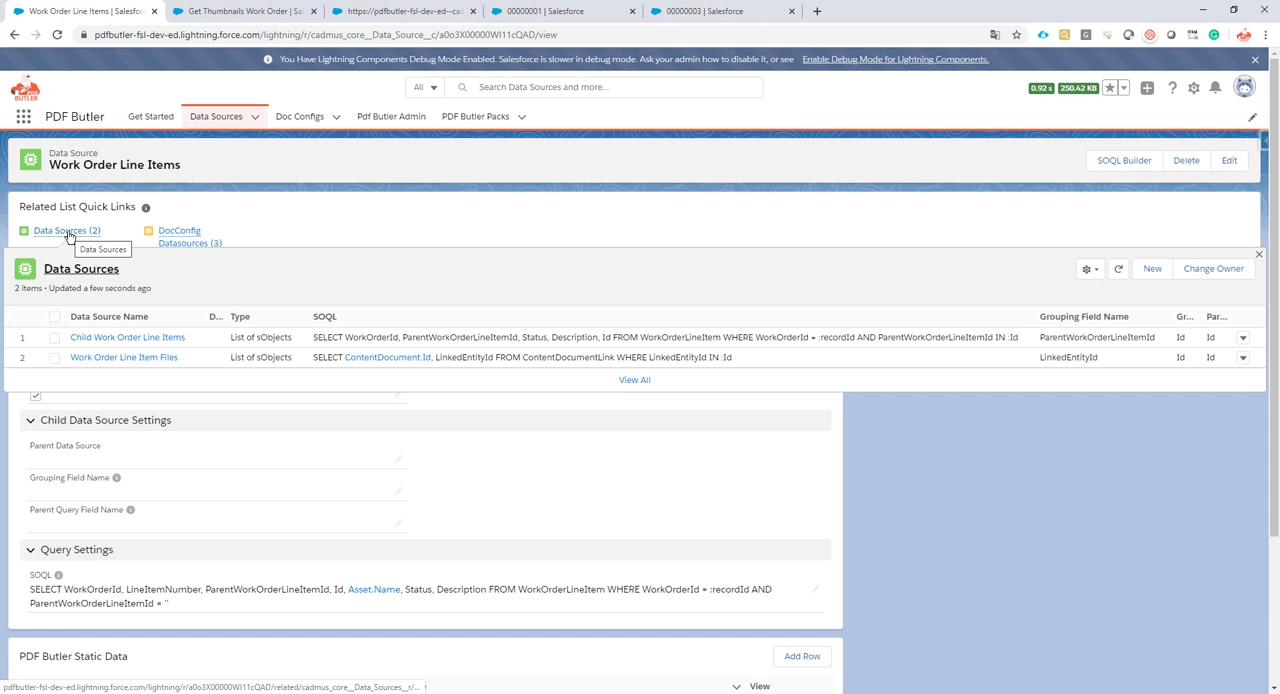 Work Order Line Items | Salesfor
Get Thumbnails Work Order | Sal
https://pdfbutler-fsl-dev-ed--cad
00000001 | Salesforce
00000003 | Salesforce
pdfbutler-fsl-dev-ed.lightning.force.com/lightning/r/cadmus_core__Data_Source__c/a0o3X00000WI11cQAD/view
You Have Lightning Components Debug Mode Enabled. Salesforce is slower in debug mode. Ask your admin how to disable it, or see Enable Debug Mode for Lightning Components.
BUTLER
All
Search Data Sources and more...
0.92 s
250.42 KB
PDF Butler
Get Started
Data Sources
Doc Configs
Pdf Butler Admin
PDF Butler Packs
Data Source
Work Order Line Items
SOQL Builder
Delete
Edit
Related List Quick Links
Data Sources (2)
DocConfig
Datasources (3)
Data Sources
Data Sources
2 items • Updated a few seconds ago
New
Change Owner
Data Source Name D... Type SOQL Grouping Field Name Gr... Par...
1 Child Work Order Line Items List of sObjects SELECT WorkOrderId, ParentWorkOrderLineItemId, Status, Description, Id FROM WorkOrderLineItem WHERE WorkOrderId = :recordId AND ParentWorkOrderLineItemId IN :Id ParentWorkOrderLineItemId Id Id
2 Work Order Line Item Files List of sObjects SELECT ContentDocument.Id, LinkedEntityId FROM ContentDocumentLink WHERE LinkedEntityId IN :Id LinkedEntityId Id Id
View All
Child Data Source Settings
Parent Data Source
Grouping Field Name
Parent Query Field Name
Query Settings
SOQL
SELECT WorkOrderId, LineItemNumber, ParentWorkOrderLineItemId, Id, Asset.Name, Status, Description FROM WorkOrderLineItem WHERE WorkOrderId = :recordId AND
ParentWorkOrderLineItemId = ''
PDF Butler Static Data
Add Row
View
https://pdfbutler-fsl-dev-ed.lightning.force.com/lightning/r/a0o3X00000WI11cQAD/related/cadmus_core__Data_Sources__r/...